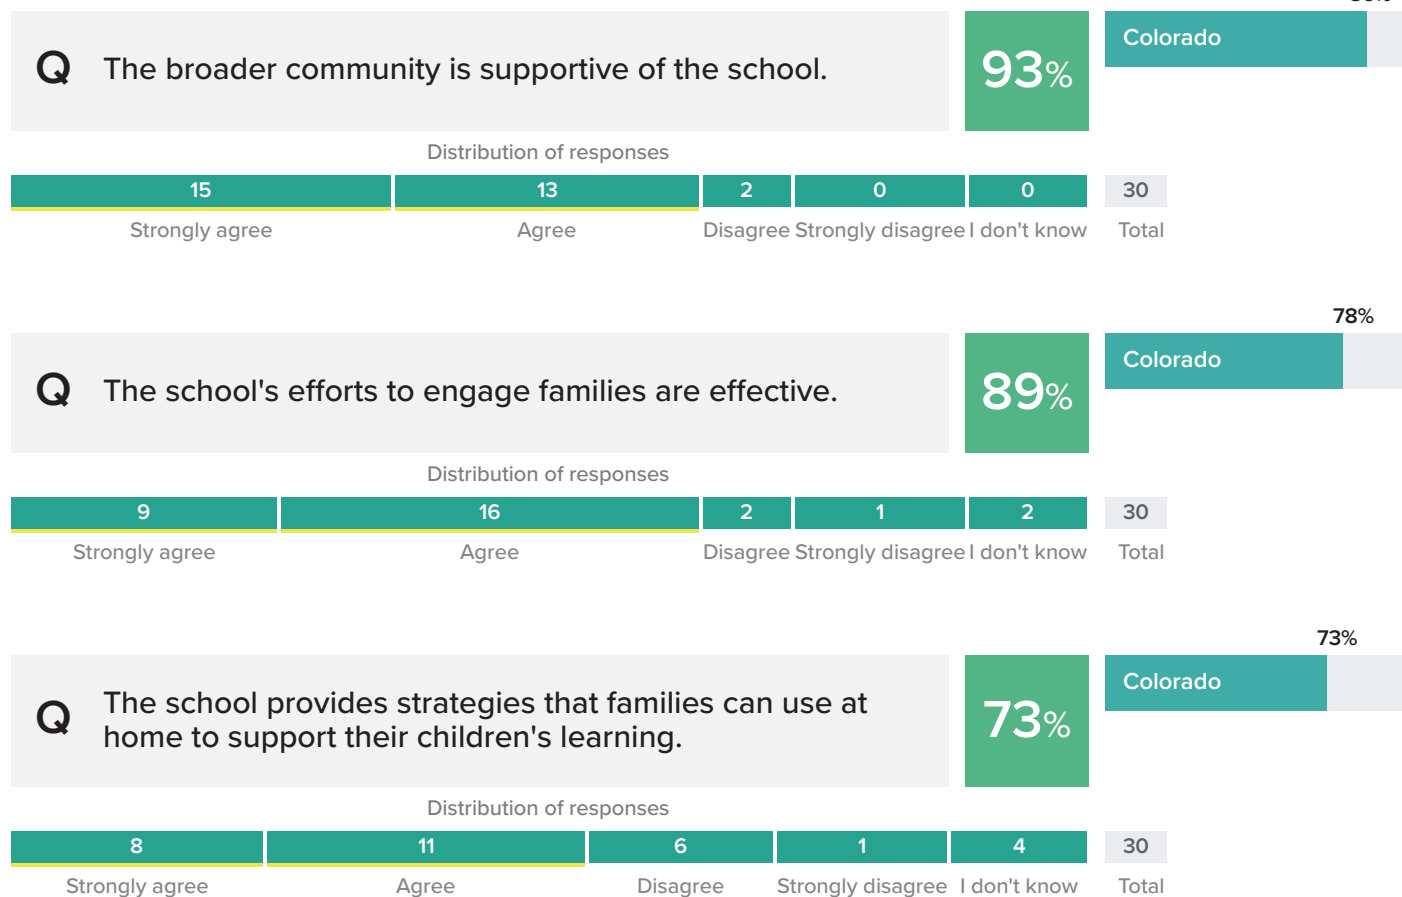 Q The broader community is supportive of the school. 93% Colorado
Distribution of responses
15 13 2 0 0 30
Strongly agree Agree Disagree Strongly disagree I don't know Total
78%
Q The school's efforts to engage families are effective. 89% Colorado
Distribution of responses
9 16 2 1 2 30
Strongly agree Agree Disagree Strongly disagree I don't know Total
73%
Colorado
Q The school provides strategies that families can use at
home to support their children's learning.
73%
Distribution of responses
8 11 6 1 4 30
Strongly agree Agree Disagree Strongly disagree I don't know Total